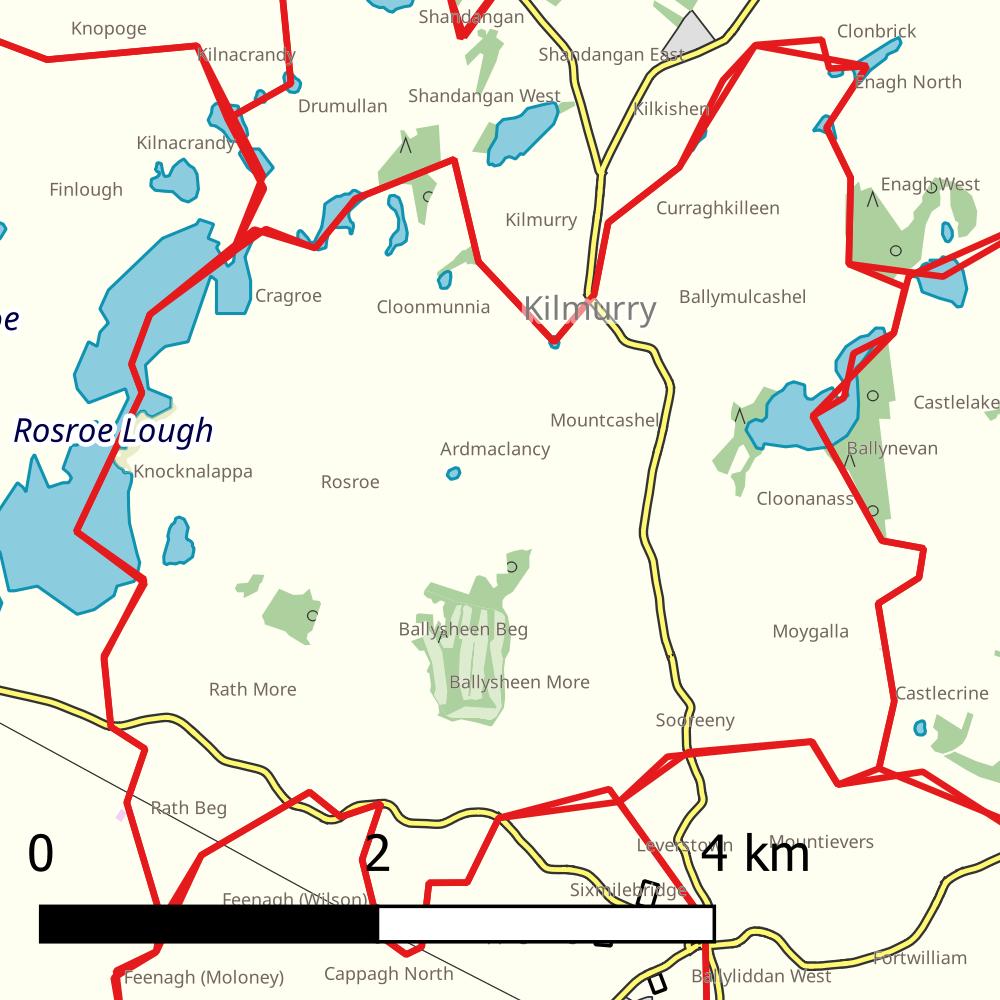 Shandangan
Knopoge
Clonbrick
Kilnacrandy
Shandangan East
Enagh North
Shandangan West
Drumullan
Kilkishen
Kilnacrandy
Finlough
Enagh West
Curraghkilleen
Kilmurry
Cragroe
Ballymulcashel
Cloonmunnia
Kilmurry
Castlelake
Mountcashel
Rosroe Lough
Ardmaclancy
Ballynevan
Knocknalappa
Rosroe
Cloonanass
Ballysheen Beg
Moygalla
Ballysheen More
Rath More
Castlecrine
Sooreeny
Rath Beg
Mountievers
Leverstown
0 2 4 km
Sixmilebridge
Feenagh (Wilson)
Fortwilliam
Cappagh North
Ballyliddan West
Feenagh (Moloney)